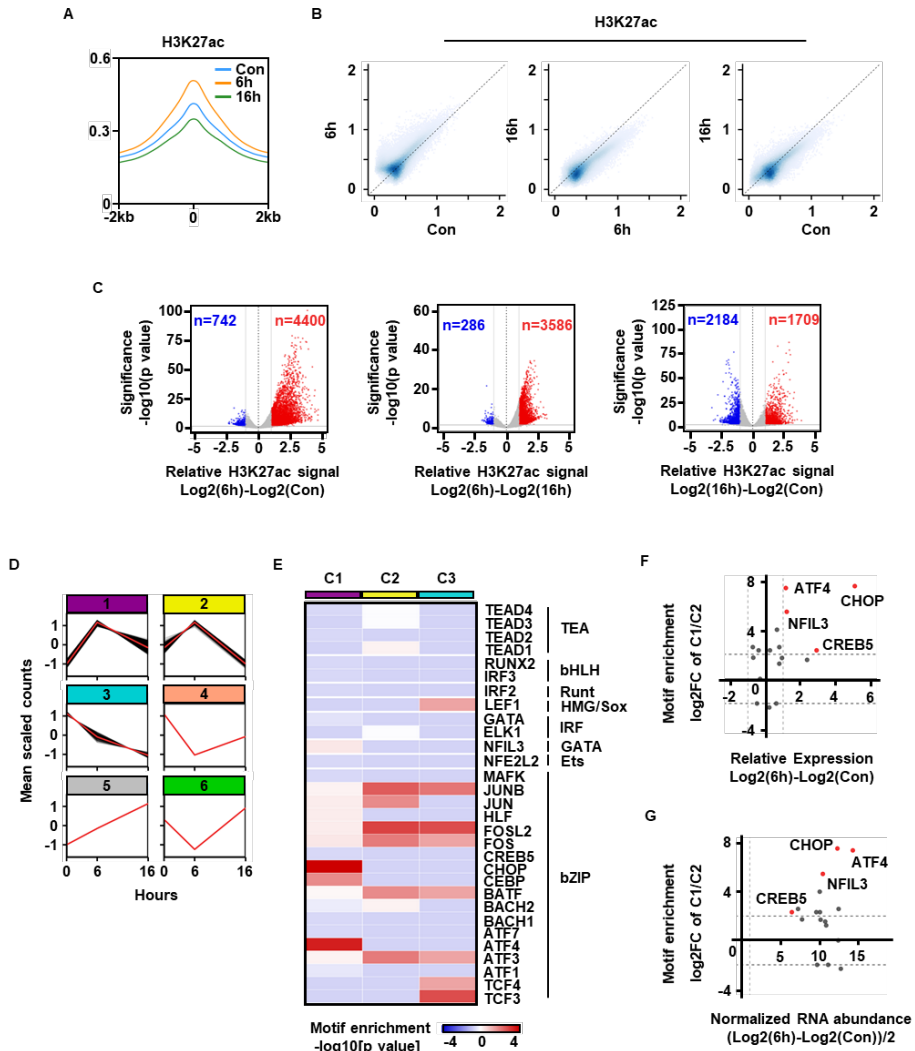 A
H3K27ac
0.6
0.3
0
Con
6h
16h
-2kb
0
2kb
B
H3K27ac
2
1
0
6h
0
1
2
Con
2
1
0
16h
0
1
2
6h
2
1
0
16h
0
1
2
Con
C
Significance
-log10(p value)
100
75
50
25
0
n=742
n=4400
-5
-2.5
0
2.5
5
Relative H3K27ac signal
Log2(6h)-Log2(Con)
Significance
-log10(p value)
60
40
20
0
n=286
n=3586
-5
-2.5
0
2.5
5
Relative H3K27ac signal
Log2(6h)-Log2(16h)
Significance
-log10(p value)
125
100
75
50
25
0
n=2184
n=1709
-5
-2.5
0
2.5
5
Relative H3K27ac signal
Log2(16h)-Log2(Con)
D
Mean scaled counts
1
2
3
4
5
6
1
0
-1
1
0
-1
1
0
-1
0
6
16
0
6
16
Hours
E
C1
C2
C3
TEAD4
TEAD3
TEAD2
TEAD1
RUNX2
IRF3
IRF2
LEF1
GATA
ELK1
NFIL3
NFE2L2
MAFK
JUNB
JUN
HLF
FOSL2
FOS
CREB5
CHOP
CEBP
BATF
BACH2
BACH1
ATF7
ATF4
ATF3
ATF1
TCF4
TCF3
TEA
bHLH
Runt
HMG/Sox
IRF
GATA
Ets
bZIP
Motif enrichment
-log10[p value]
-4
0
4
F
Motif enrichment
log2FC of C1/C2
8
4
0
-4
ATF4
CHOP
NFIL3
CREB5
-2
0
2
4
6
Relative Expression
Log2(6h)-Log2(Con)
G
Motif enrichment
log2FC of C1/C2
8
4
0
-4
CHOP
ATF4
NFIL3
CREB5
5
10
15
Normalized RNA abundance
(Log2(6h)-Log2(Con))/2